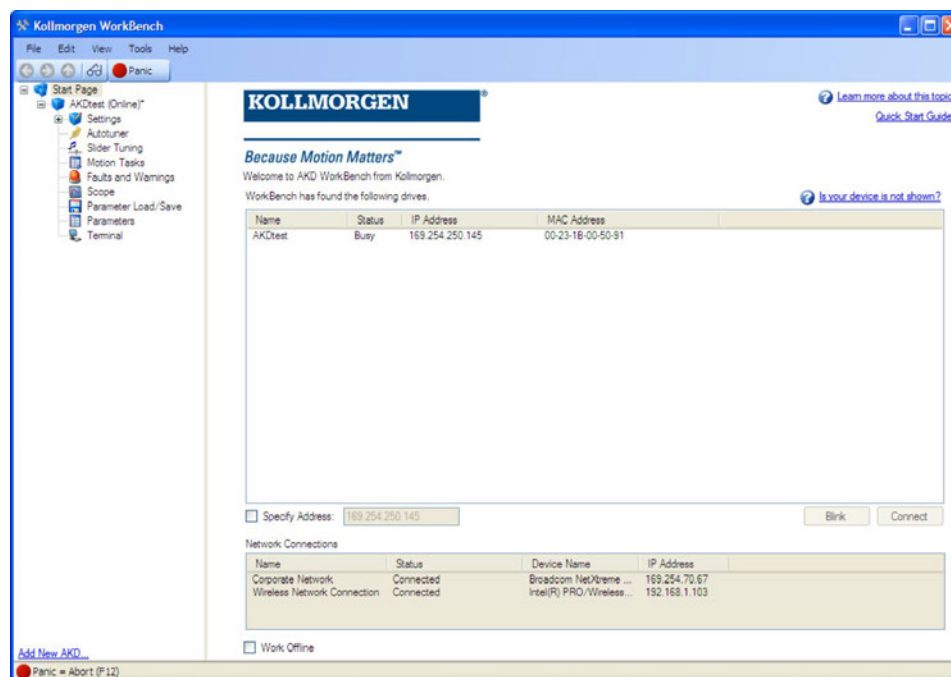 Kollmorgen WorkBench
File Edit View Tools Help
Panic
Start Page
AKDtest (Online)*
Settings
Autotuner
Slider Tuning
Motion Tasks
Faults and Warnings
Scope
Parameter Load/Save
Parameters
Terminal
Add New AKD...
KOLLMORGEN®
Because Motion Matters™
Learn more about this topic
Quick Start Guide
Welcome to AKD WorkBench from Kollmorgen.
WorkBench has found the following drives.
Is your device is not shown?
Name Status IP Address MAC Address
AKDtest Busy 169.254.250.145 00-23-1B-00-50-91
Specify Address: 169.254.250.145 Blink Connect
Network Connections
Name Status Device Name IP Address
Corporate Network Connected Broadcom NetXtreme ... 169.254.70.67
Wireless Network Connection Connected Intel(R) PRO/Wireless... 192.168.1.103
Work Offline
Panic = Abort (F12)